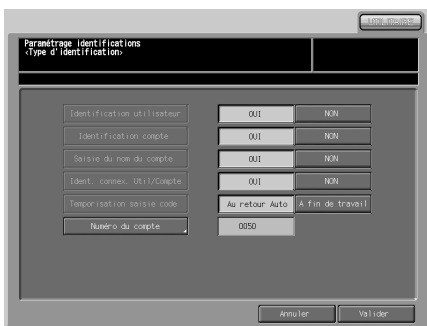 UTILITAIRE
Paramétrage identifications
<Type d'identification>
Identification utilisateur OUI NON
Identification compte OUI NON
Saisie du nom du compte OUI NON
Ident. connex. Util/Compte OUI NON
Temporisation saisie code Au retour Auto A fin de travail
Numéro du compte 0050
Annuler Valider